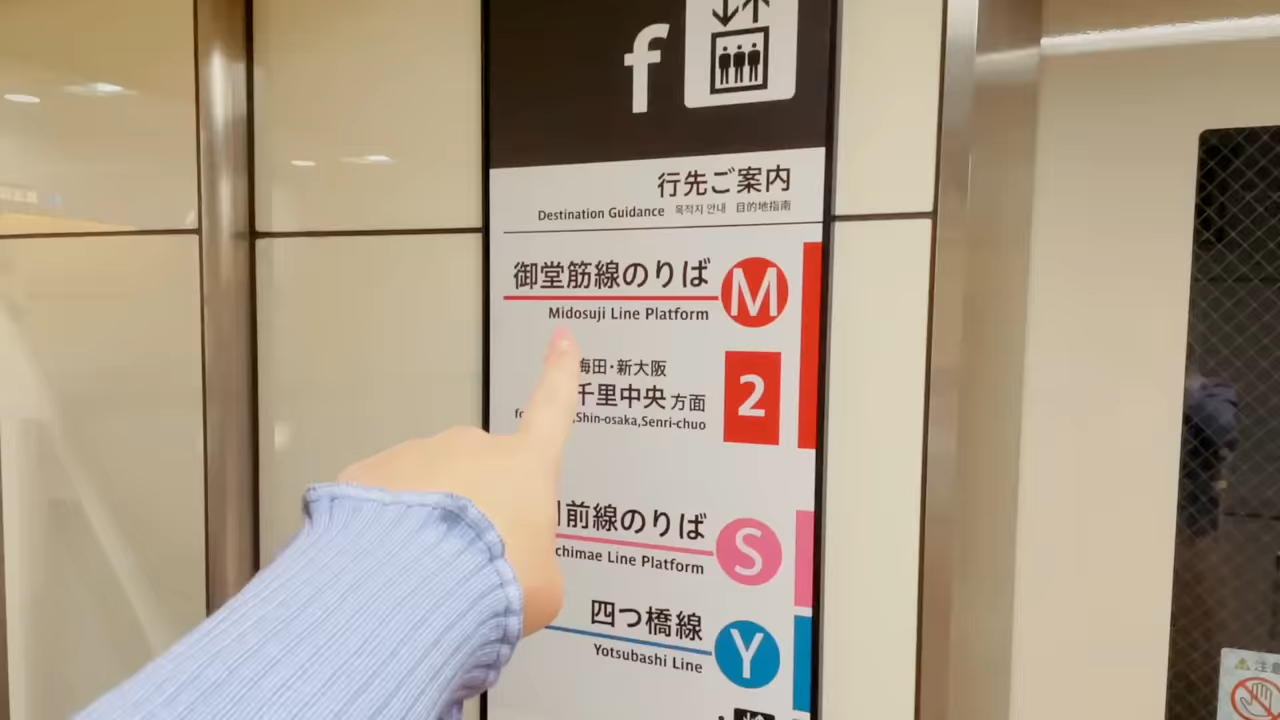 f
行先ご案内
Destination Guidance 목적지 안내 目的地指南
御堂筋線のりば M
Midosuji Line Platform
梅田・新大阪
千里中央方面 2
Shin-osaka,Senri-chuo
前線のりば S
Line Platform
四つ橋線 Y
Yotsubashi Line
注意